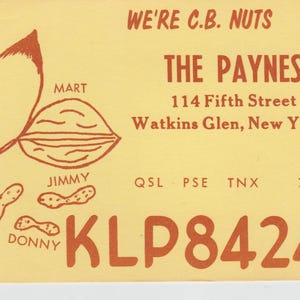 WE'RE C.B. NUTS
THE PAYNES
114 Fifth Street
Watkins Glen, New Y
MART
JIMMY
QSL PSE TNX
DONNY
KLP842